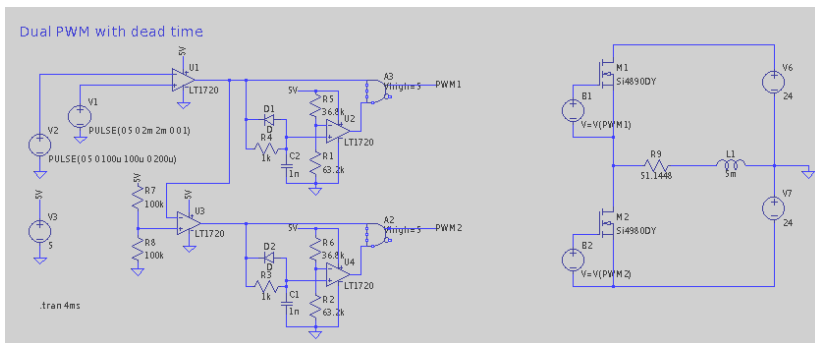 Dual PWM with dead time
5V
U1
LT1720
V1
PULSE(0 5 0 2m 2m 0 01)
V2
PULSE(0 5 0 100u 100u 0 200u)
5V
V3
5
5V
R7
100k
R8
100k
5V
U3
LT1720
D1
D
R4
1k
C2
1n
5V
R5
36.8k
R1
63.2k
U2
LT1720
A3
Vhigh=5
PWM1
D2
D
R3
1k
C1
1n
5V
R6
36.8k
R2
63.2k
U4
LT1720
A2
Vhigh=5
PWM2
.tran 4ms
M1
Si4890DY
B1
V=V(PWM1)
M2
Si4980DY
B2
V=V(PWM2)
R9
51.1448
L1
5m
V6
24
V7
24